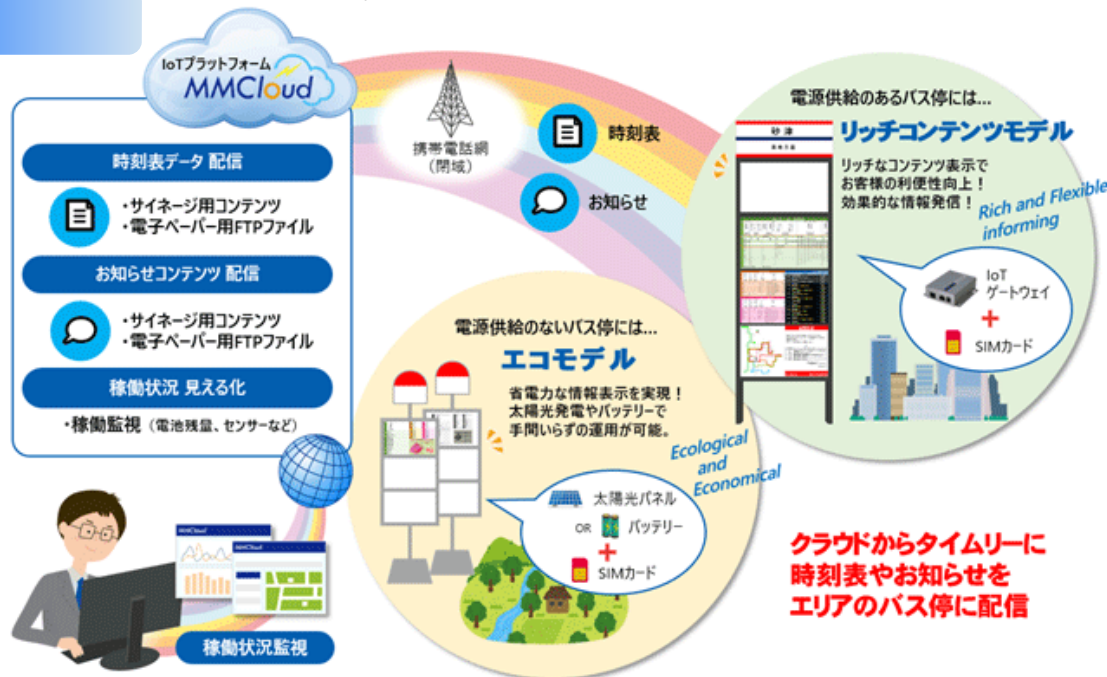 IoTプラットフォーム
MMCloud
時刻表データ 配信
・サイネージ用コンテンツ
・電子ペーパー用FTPファイル
お知らせコンテンツ 配信
・サイネージ用コンテンツ
・電子ペーパー用FTPファイル
稼働状況 見える化
・稼働監視（電池残量、センサーなど）
MMCloud
MMCloud
稼働状況監視
携帯電話網
（閉域）
時刻表
お知らせ
電源供給のないバス停には...
エコモデル
省電力な情報表示を実現！
太陽光発電やバッテリーで
手間いらずの運用が可能。
Ecological
and
Economical
太陽光パネル
OR バッテリー
+
SIMカード
電源供給のあるバス停には...
リッチコンテンツモデル
砂津
リッチなコンテンツ表示で
お客様の利便性向上！
効果的な情報発信！
Rich and Flexible
informing
IoT
ゲートウェイ
+
SIMカード
クラウドからタイムリーに
時刻表やお知らせを
エリアのバス停に配信